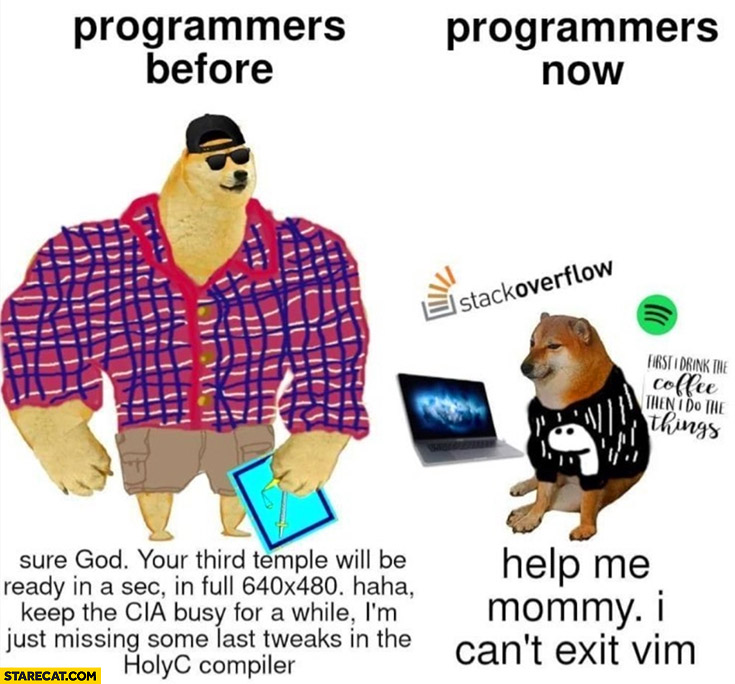 programmers
before
programmers
now
stackoverflow
FIRST I DRINK THE
coffee
THEN I DO THE
things
sure God. Your third temple will be
ready in a sec, in full 640x480. haha,
keep the CIA busy for a while, I'm
just missing some last tweaks in the
HolyC compiler
help me
mommy. i
can't exit vim
STARECAT.COM